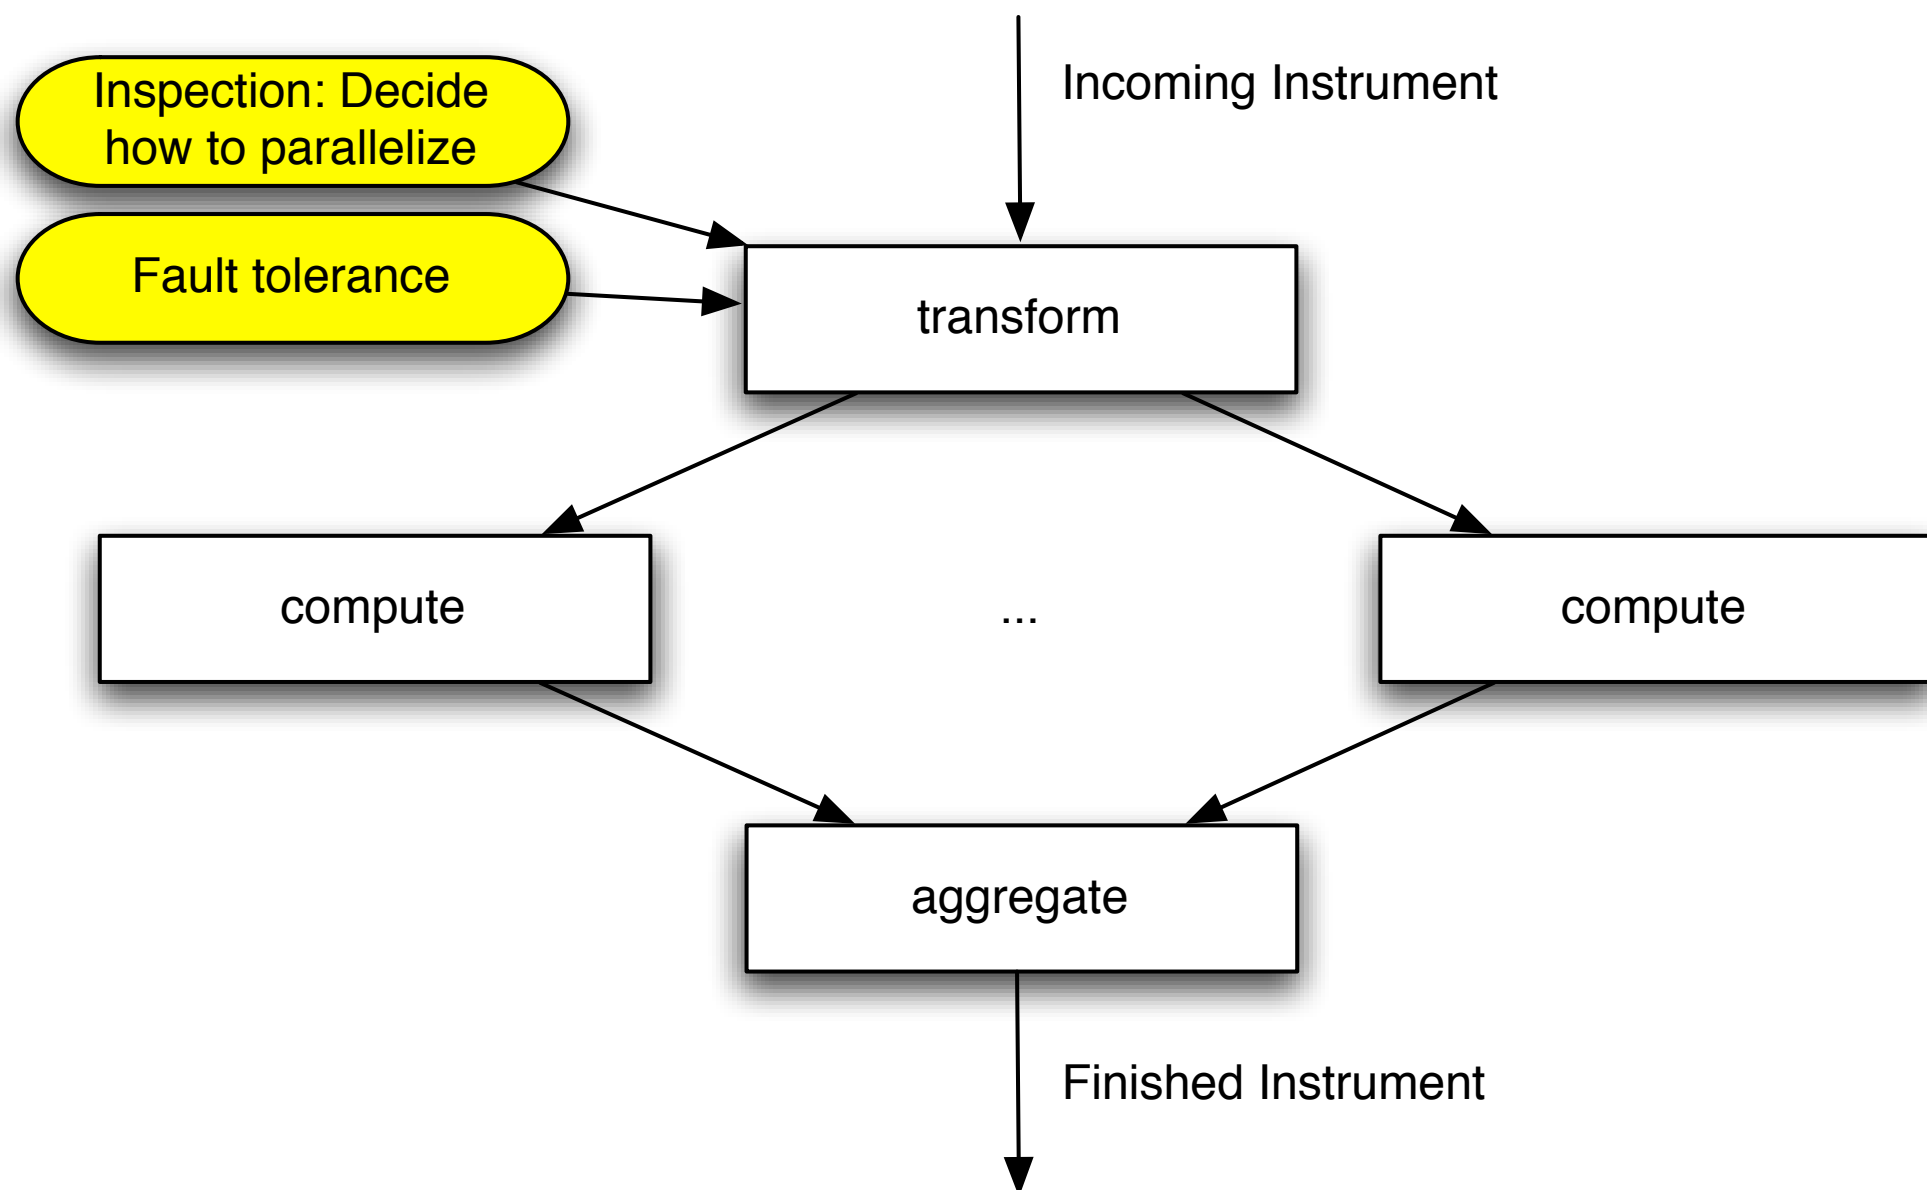 Incoming Instrument
Inspection: Decide
how to parallelize
Fault tolerance
transform
compute
...
compute
aggregate
Finished Instrument